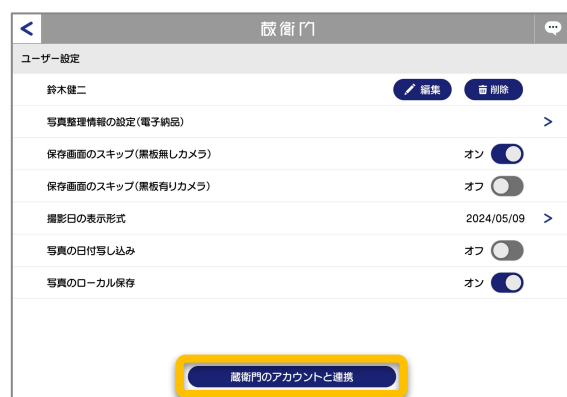 蔵衛門
ユーザー設定
鈴木健二 編集 削除
写真整理情報の設定(電子納品)
保存画面のスキップ(黒板無しカメラ) オン
保存画面のスキップ(黒板有りカメラ) オフ
撮影日の表示形式 2024/05/09
写真の日付写し込み オフ
写真のローカル保存 オン
蔵衛門のアカウントと連携